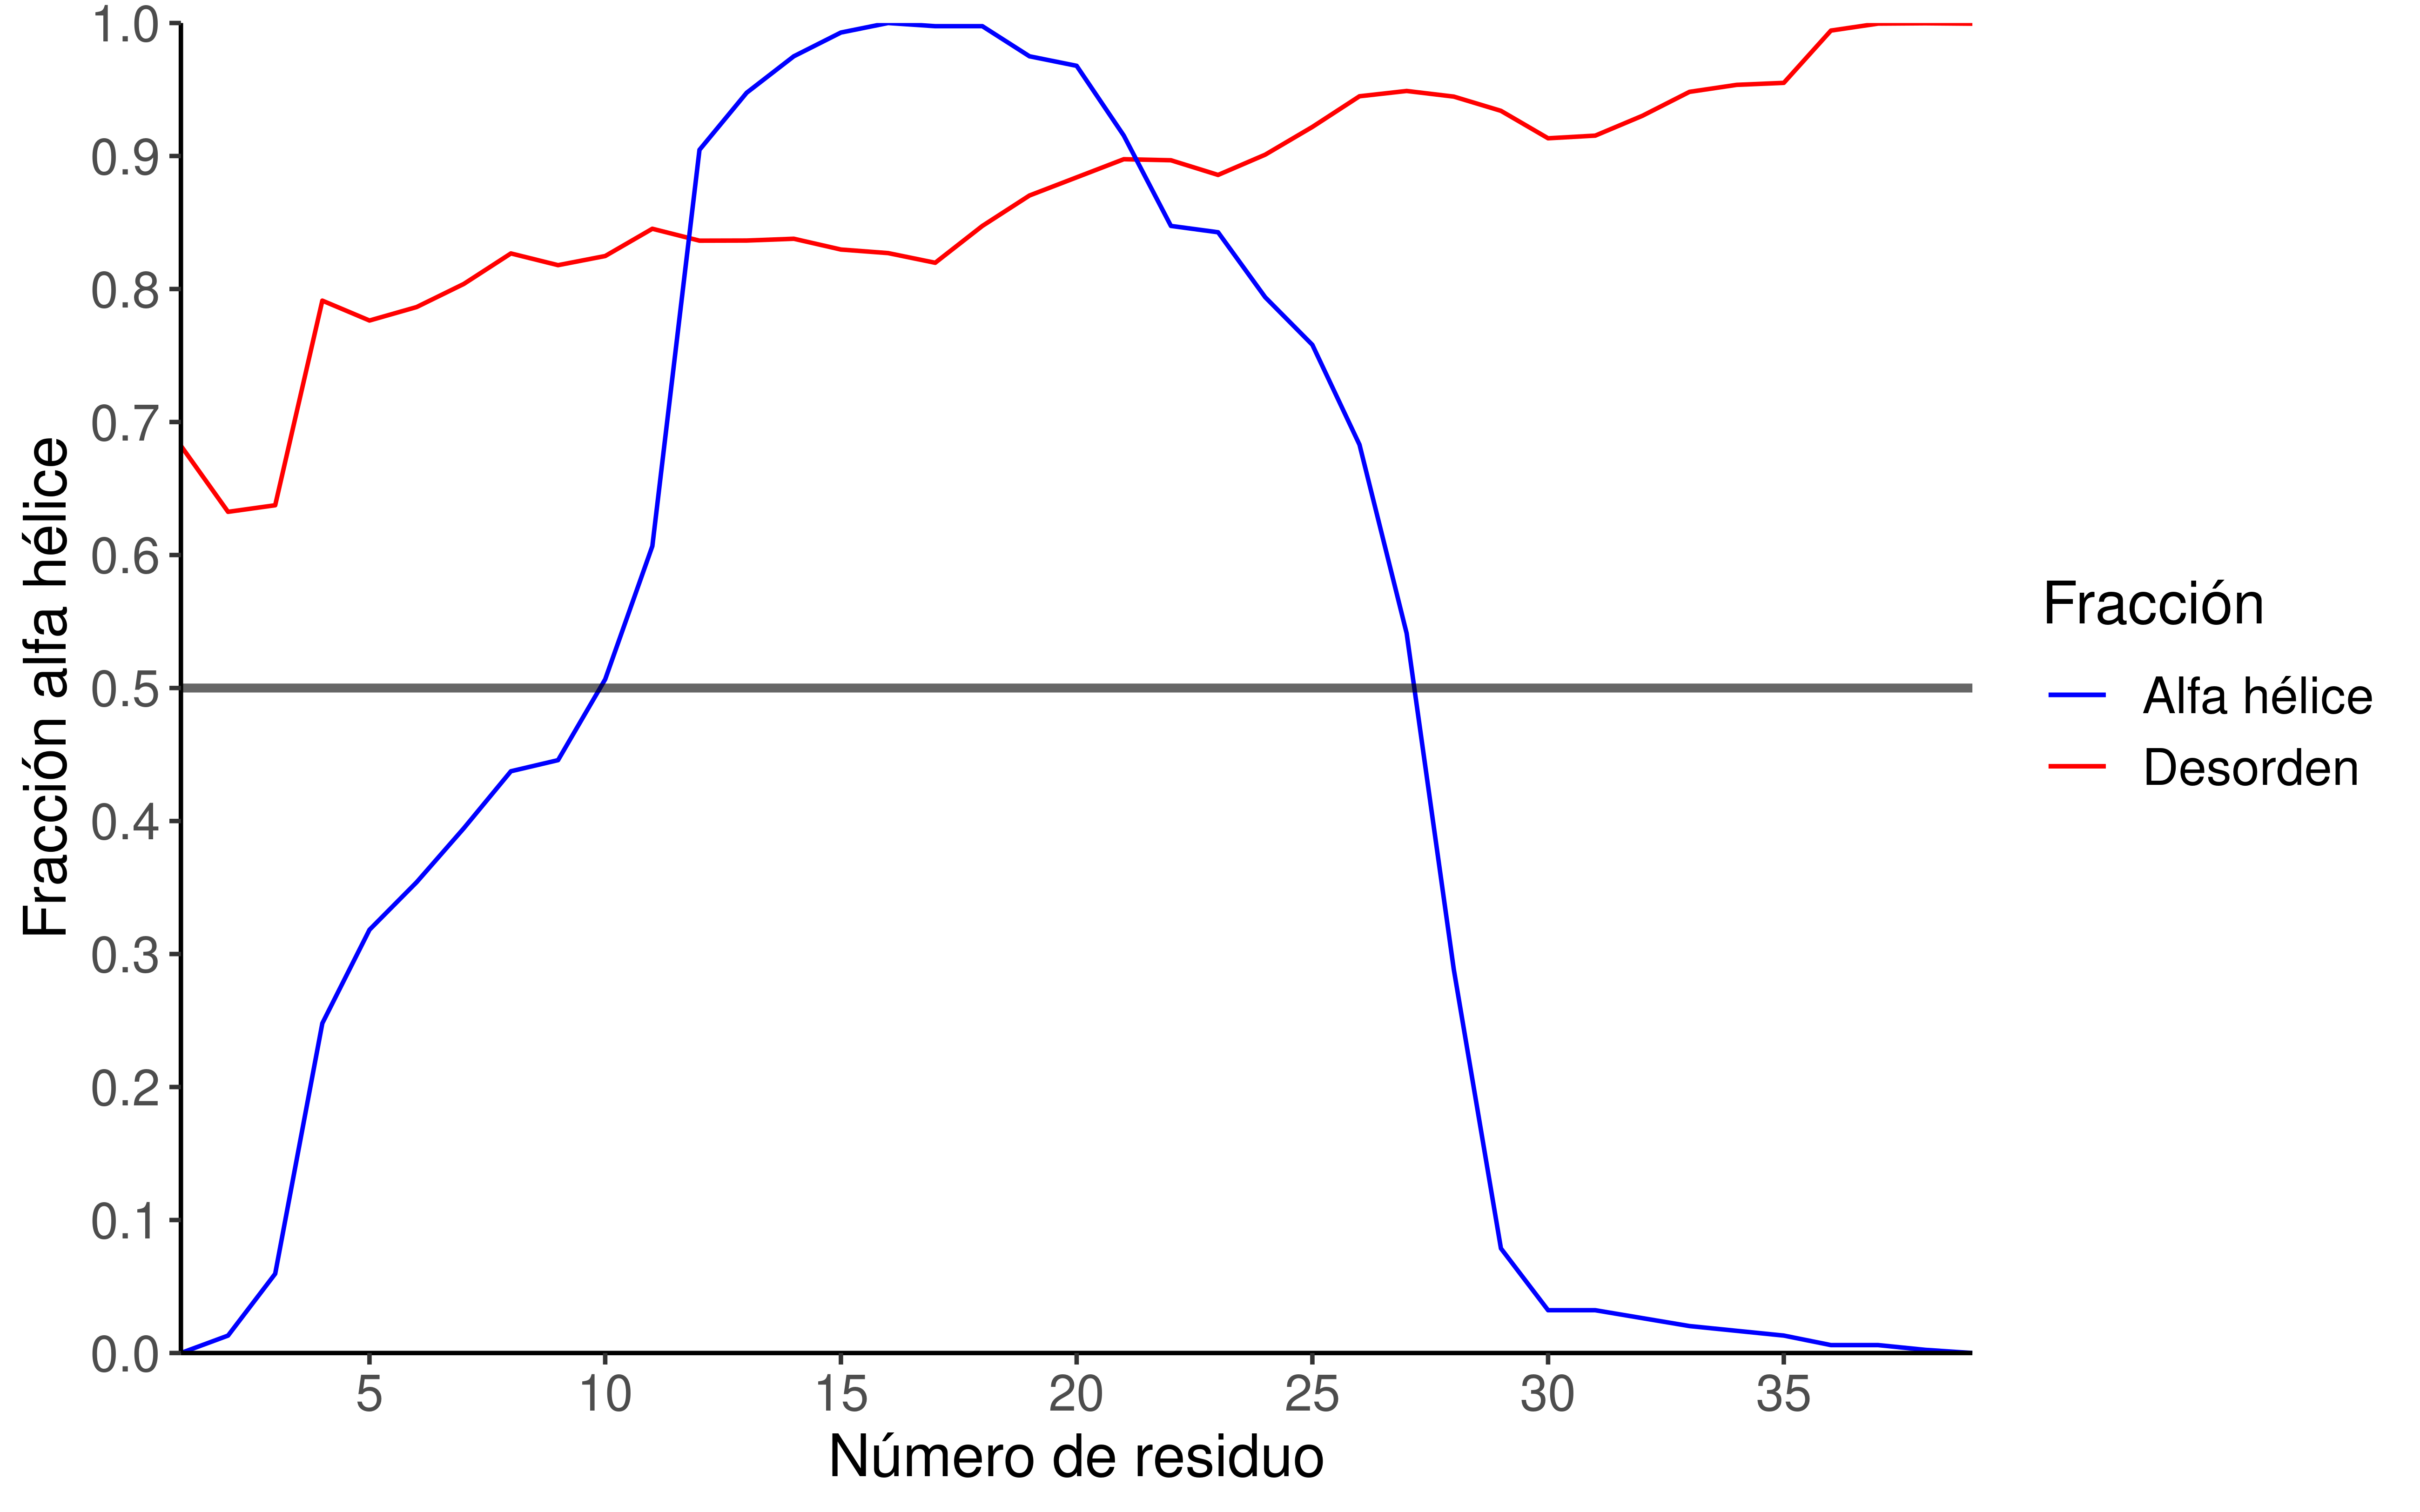 Fracción alfa hélice
1.0
0.9
0.8
0.7
0.6
0.5
0.4
0.3
0.2
0.1
0.0
5 10 15 20 25 30 35
Número de residuo
Fracción
Alfa hélice
Desorden